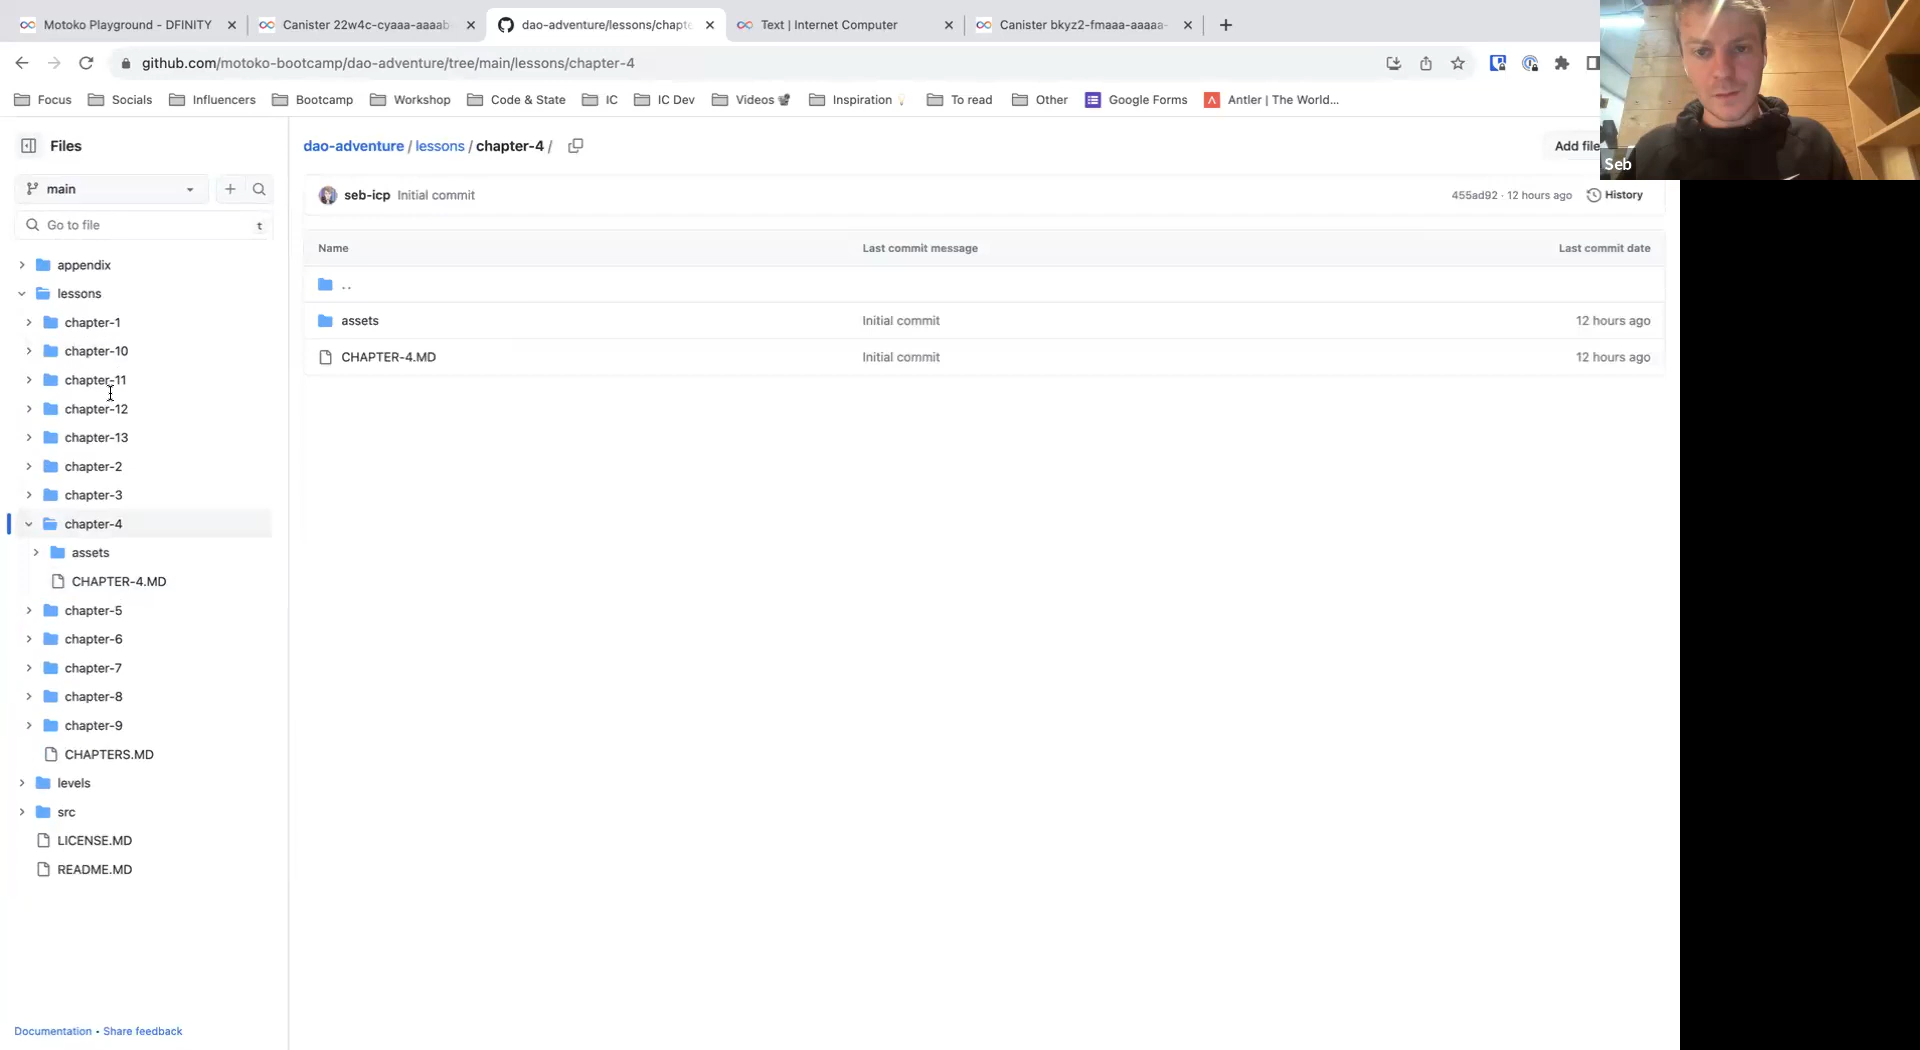 Motoko Playground - DFINITY
Canister 22w4c-cyaaa-aaaab
dao-adventure/lessons/chapte
Text | Internet Computer
Canister bkyz2-fmaaa-aaaaa-
github.com/motoko-bootcamp/dao-adventure/tree/main/lessons/chapter-4
Focus
Socials
Influencers
Bootcamp
Workshop
Code & State
IC
IC Dev
Videos
Inspiration
To read
Other
Google Forms
Antler | The World...
Seb
Files
dao-adventure / lessons / chapter-4 /
Add file
main
seb-icp Initial commit
455ad92 · 12 hours ago
History
Go to file
t
Name
Last commit message
Last commit date
..
assets
Initial commit
12 hours ago
CHAPTER-4.MD
Initial commit
12 hours ago
appendix
lessons
chapter-1
chapter-10
chapter-11
chapter-12
chapter-13
chapter-2
chapter-3
chapter-4
assets
CHAPTER-4.MD
chapter-5
chapter-6
chapter-7
chapter-8
chapter-9
CHAPTERS.MD
levels
src
LICENSE.MD
README.MD
Documentation • Share feedback